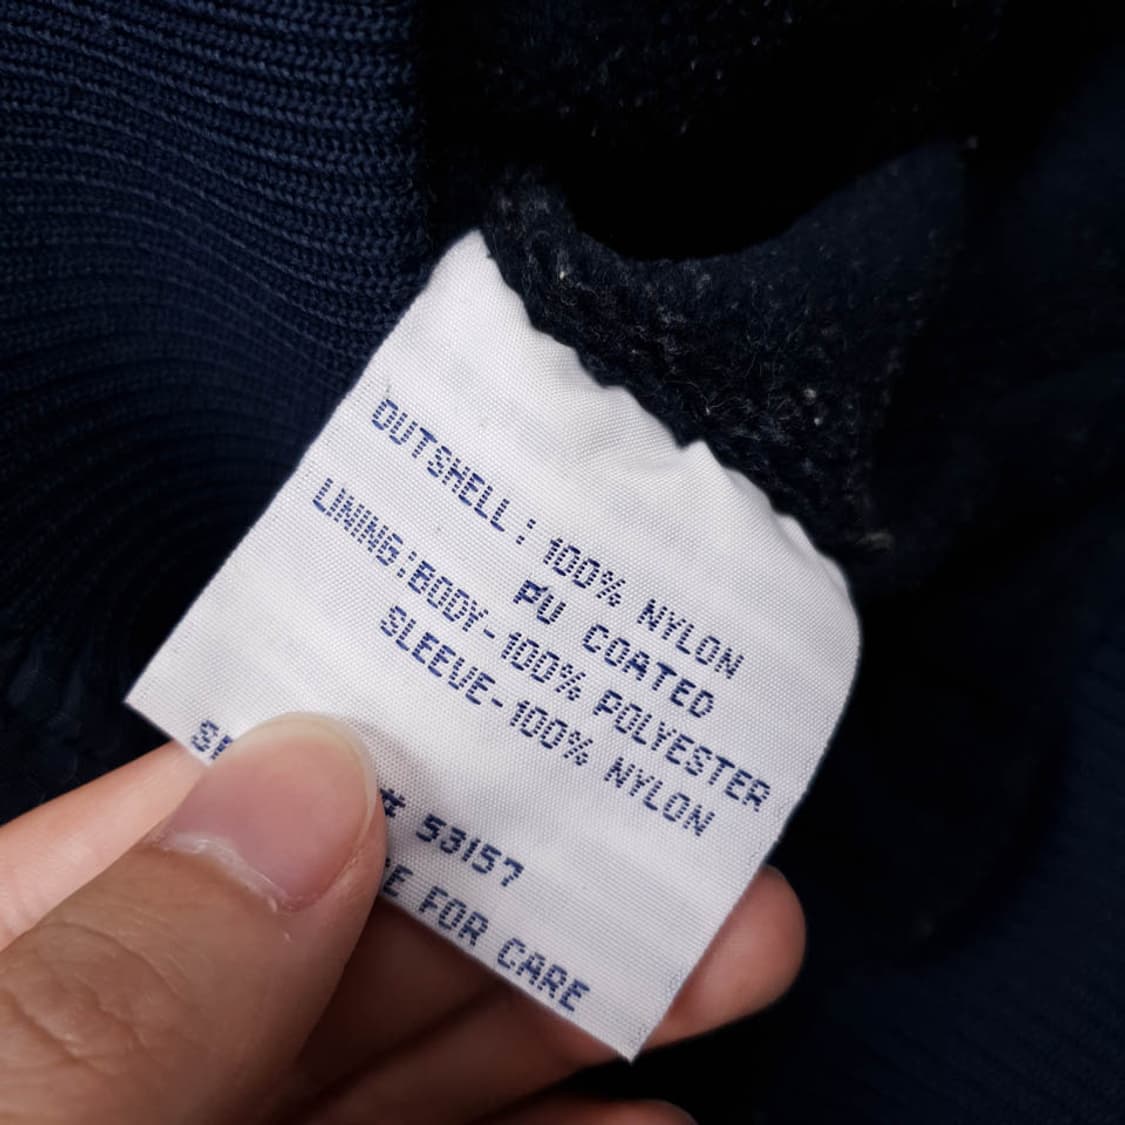 OUTSHELL: 100% NYLON
PU COATED
LINING:BODY-100% POLYESTER
SLEEVE-100% NYLON
# 53157
FOR CARE